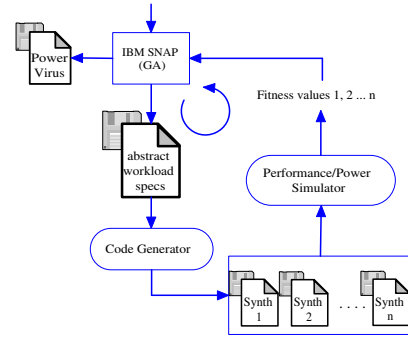 IBM SNAP
(GA)
Power
Virus
Fitness values 1, 2 ... n
abstract
workload
specs
Performance/Power
Simulator
Code Generator
Synth
1
Synth
2
. . . .
Synth
n